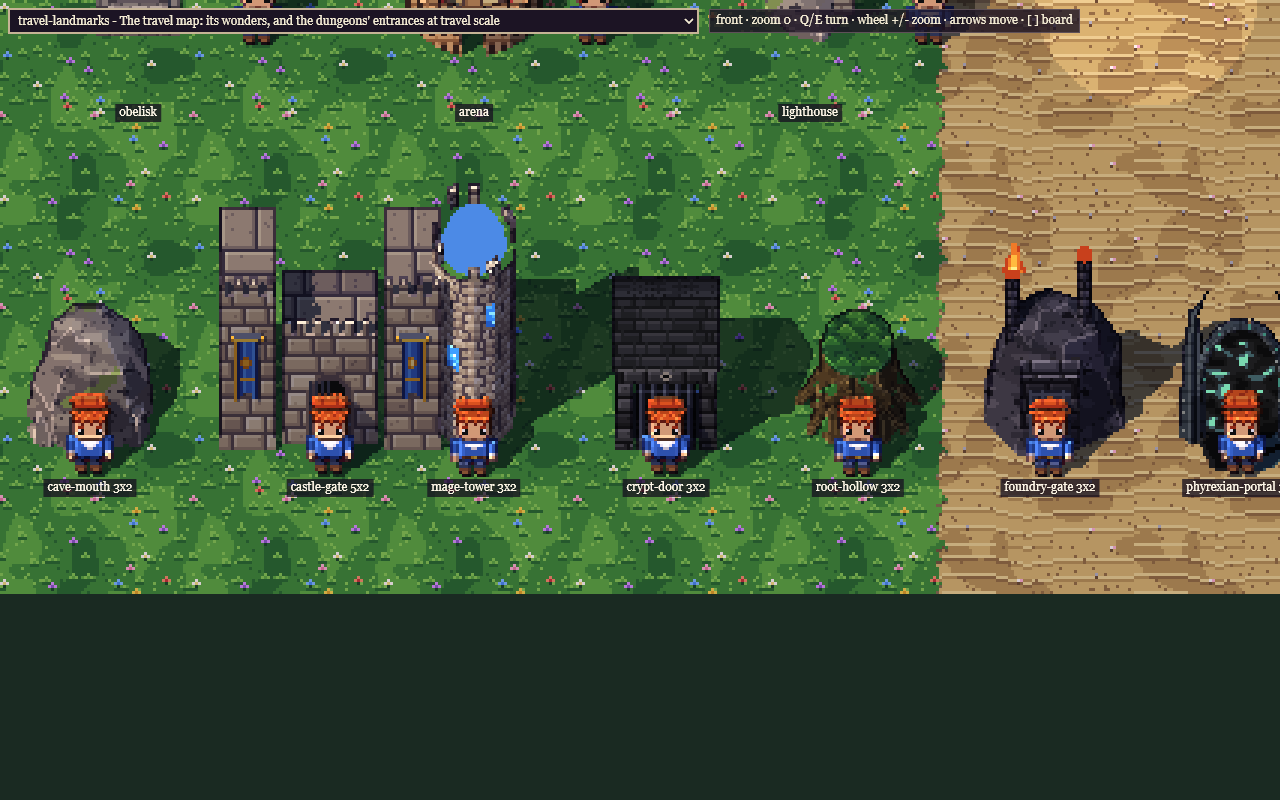 travel-landmarks - The travel map: its wonders, and the dungeons' entrances at travel scale
front · zoom 0 · Q/E turn · wheel +/- zoom · arrows move · [ ] board
obelisk
arena
lighthouse
cave-mouth 3x2
castle-gate 5x2
mage-tower 3x2
crypt-door 3x2
root-hollow 3x2
foundry-gate 3x2
phyrexian-portal